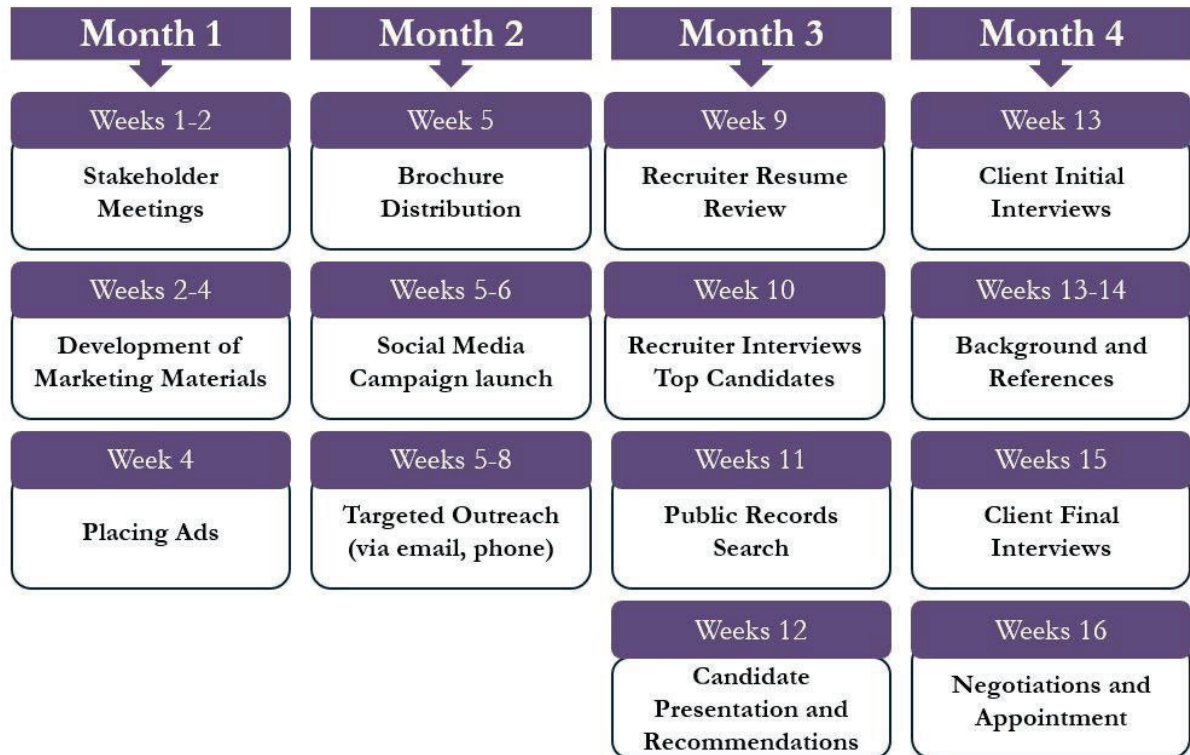 Month 1
Weeks 1-2
Stakeholder
Meetings
Weeks 2-4
Development of
Marketing Materials
Week 4
Placing Ads
Month 2
Week 5
Brochure
Distribution
Weeks 5-6
Social Media
Campaign launch
Weeks 5-8
Targeted Outreach
(via email, phone)
Month 3
Week 9
Recruiter Resume
Review
Week 10
Recruiter Interviews
Top Candidates
Weeks 11
Public Records
Search
Weeks 12
Candidate
Presentation and
Recommendations
Month 4
Week 13
Client Initial
Interviews
Weeks 13-14
Background and
References
Weeks 15
Client Final
Interviews
Weeks 16
Negotiations and
Appointment